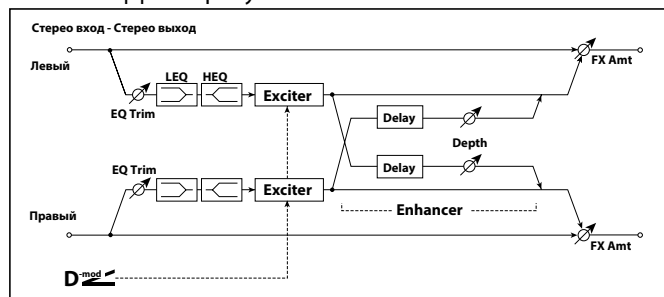 Стерео вход - Стерео выход
Левый
FX Amt
LEQ HEQ
EQ Trim
Exciter
Delay
Depth
EQ Trim
Delay
Exciter
Enhancer
Правый
FX Amt
D-mod